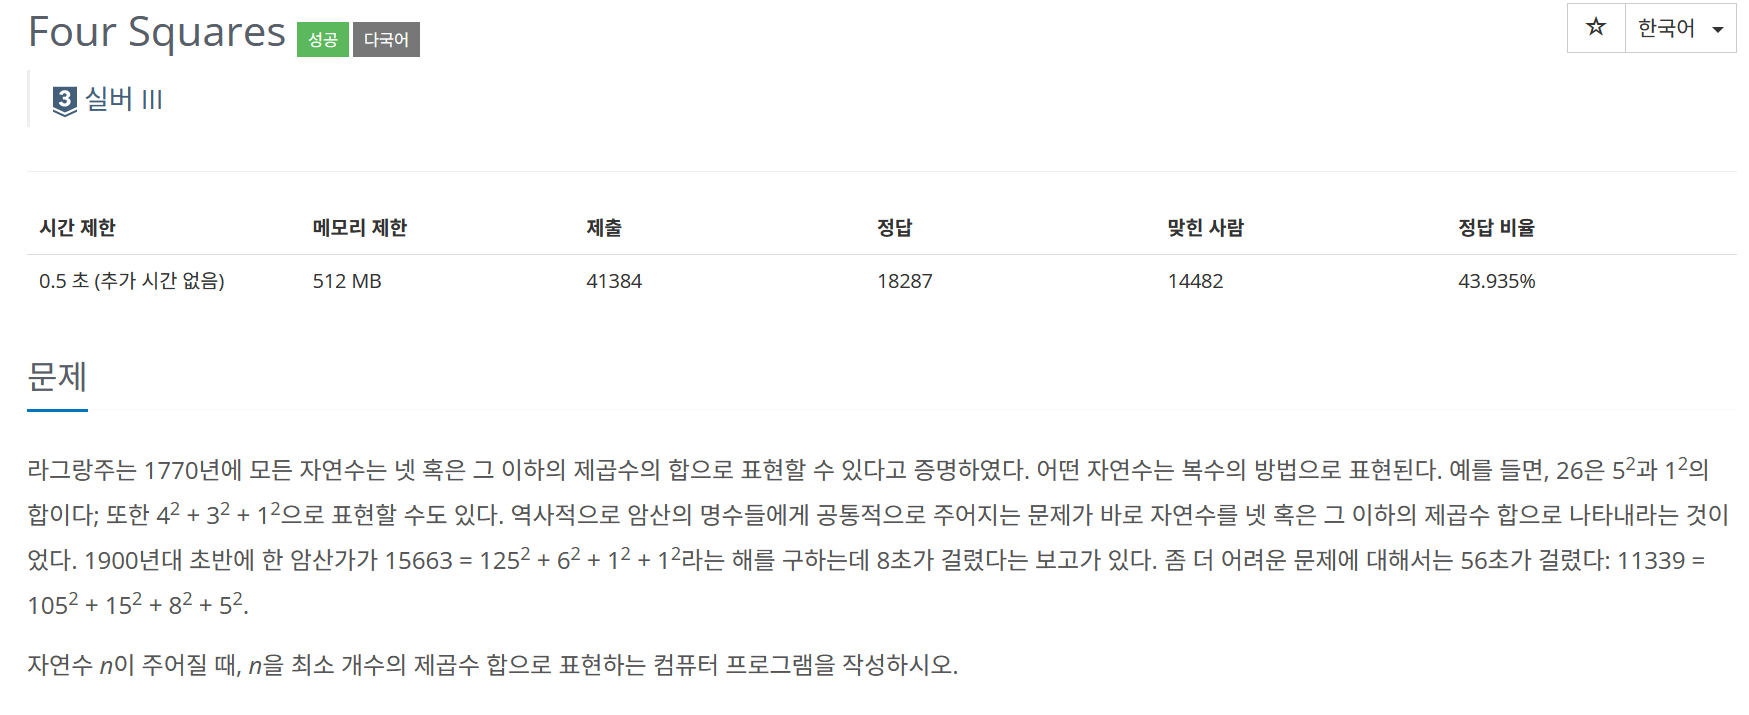 Four Squares 성공 다국어 ☆ 한국어
3 실버 III
시간 제한 메모리 제한 제출 정답 맞힌 사람 정답 비율
0.5 초 (추가 시간 없음) 512 MB 41384 18287 14482 43.935%
문제
라그랑주는 1770년에 모든 자연수는 넷 혹은 그 이하의 제곱수의 합으로 표현할 수 있다고 증명하였다. 어떤 자연수는 복수의 방법으로 표현된다. 예를 들면, 26은 5²과 1²의
합이다; 또한 4² + 3² + 1²으로 표현할 수도 있다. 역사적으로 암산의 명수들에게 공통적으로 주어지는 문제가 바로 자연수를 넷 혹은 그 이하의 제곱수 합으로 나타내라는 것이
었다. 1900년대 초반에 한 암산가가 15663 = 125² + 6² + 1² + 1²라는 해를 구하는데 8초가 걸렸다는 보고가 있다. 좀 더 어려운 문제에 대해서는 56초가 걸렸다: 11339 =
105² + 15² + 8² + 5².
자연수 n이 주어질 때, n을 최소 개수의 제곱수 합으로 표현하는 컴퓨터 프로그램을 작성하시오.